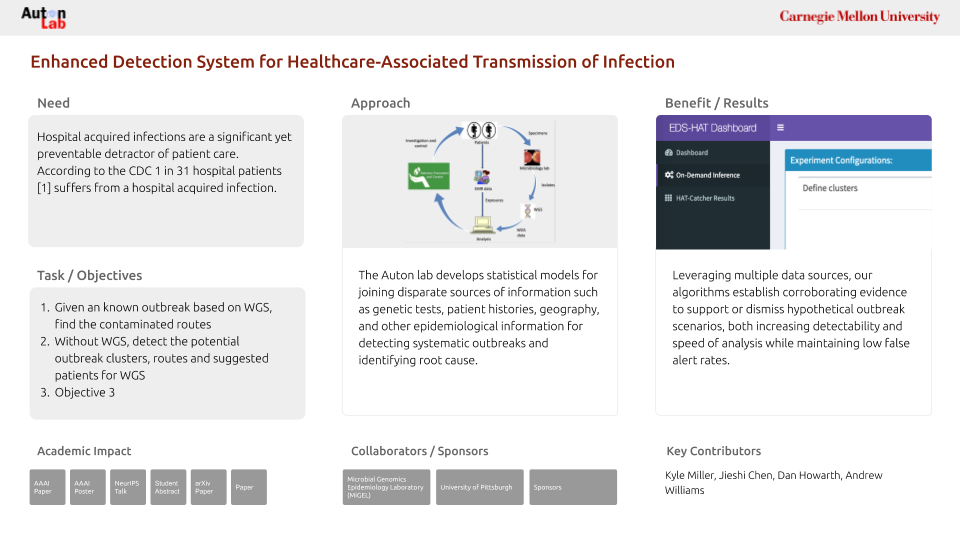 Auton
Lab
Carnegie Mellon University
Enhanced Detection System for Healthcare-Associated Transmission of Infection
Need
Hospital acquired infections are a significant yet
preventable detractor of patient care.
According to the CDC 1 in 31 hospital patients
[1] suffers from a hospital acquired infection.
Task / Objectives
1. Given an known outbreak based on WGS,
find the contaminated routes
2. Without WGS, detect the potential
outbreak clusters, routes and suggested
patients for WGS
3. Objective 3
Approach
Investigation and
control
Patients
Specimens
Microbiology lab
Isolates
EHR data
WGS
Exposures
WGS
data
Analysis
The Auton lab develops statistical models for
joining disparate sources of information such
as genetic tests, patient histories, geography,
and other epidemiological information for
detecting systematic outbreaks and
identifying root cause.
Benefit / Results
EDS-HAT Dashboard
Dashboard
On-Demand Inference
HAT-Catcher Results
Experiment Configurations:
Define clusters
Leveraging multiple data sources, our
algorithms establish corroborating evidence
to support or dismiss hypothetical outbreak
scenarios, both increasing detectability and
speed of analysis while maintaining low false
alert rates.
Academic Impact
AAAI
Paper
AAAI
Poster
NeurIPS
Talk
Student
Abstract
arXiv
Paper
Paper
Collaborators / Sponsors
Microbial Genomics
Epidemiology Laboratory
(MiGEL)
University of Pittsburgh
Sponsors
Key Contributors
Kyle Miller, Jieshi Chen, Dan Howarth, Andrew
Williams